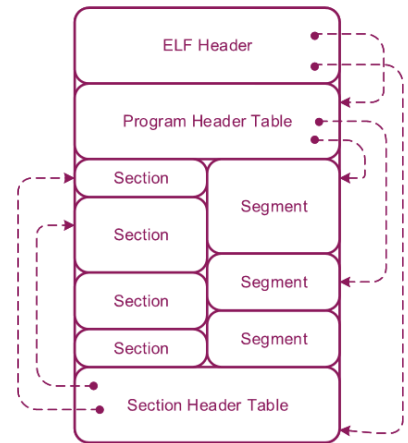 ELF Header
Program Header Table
Section
Segment
Section
Segment
Section
Segment
Section
Section Header Table